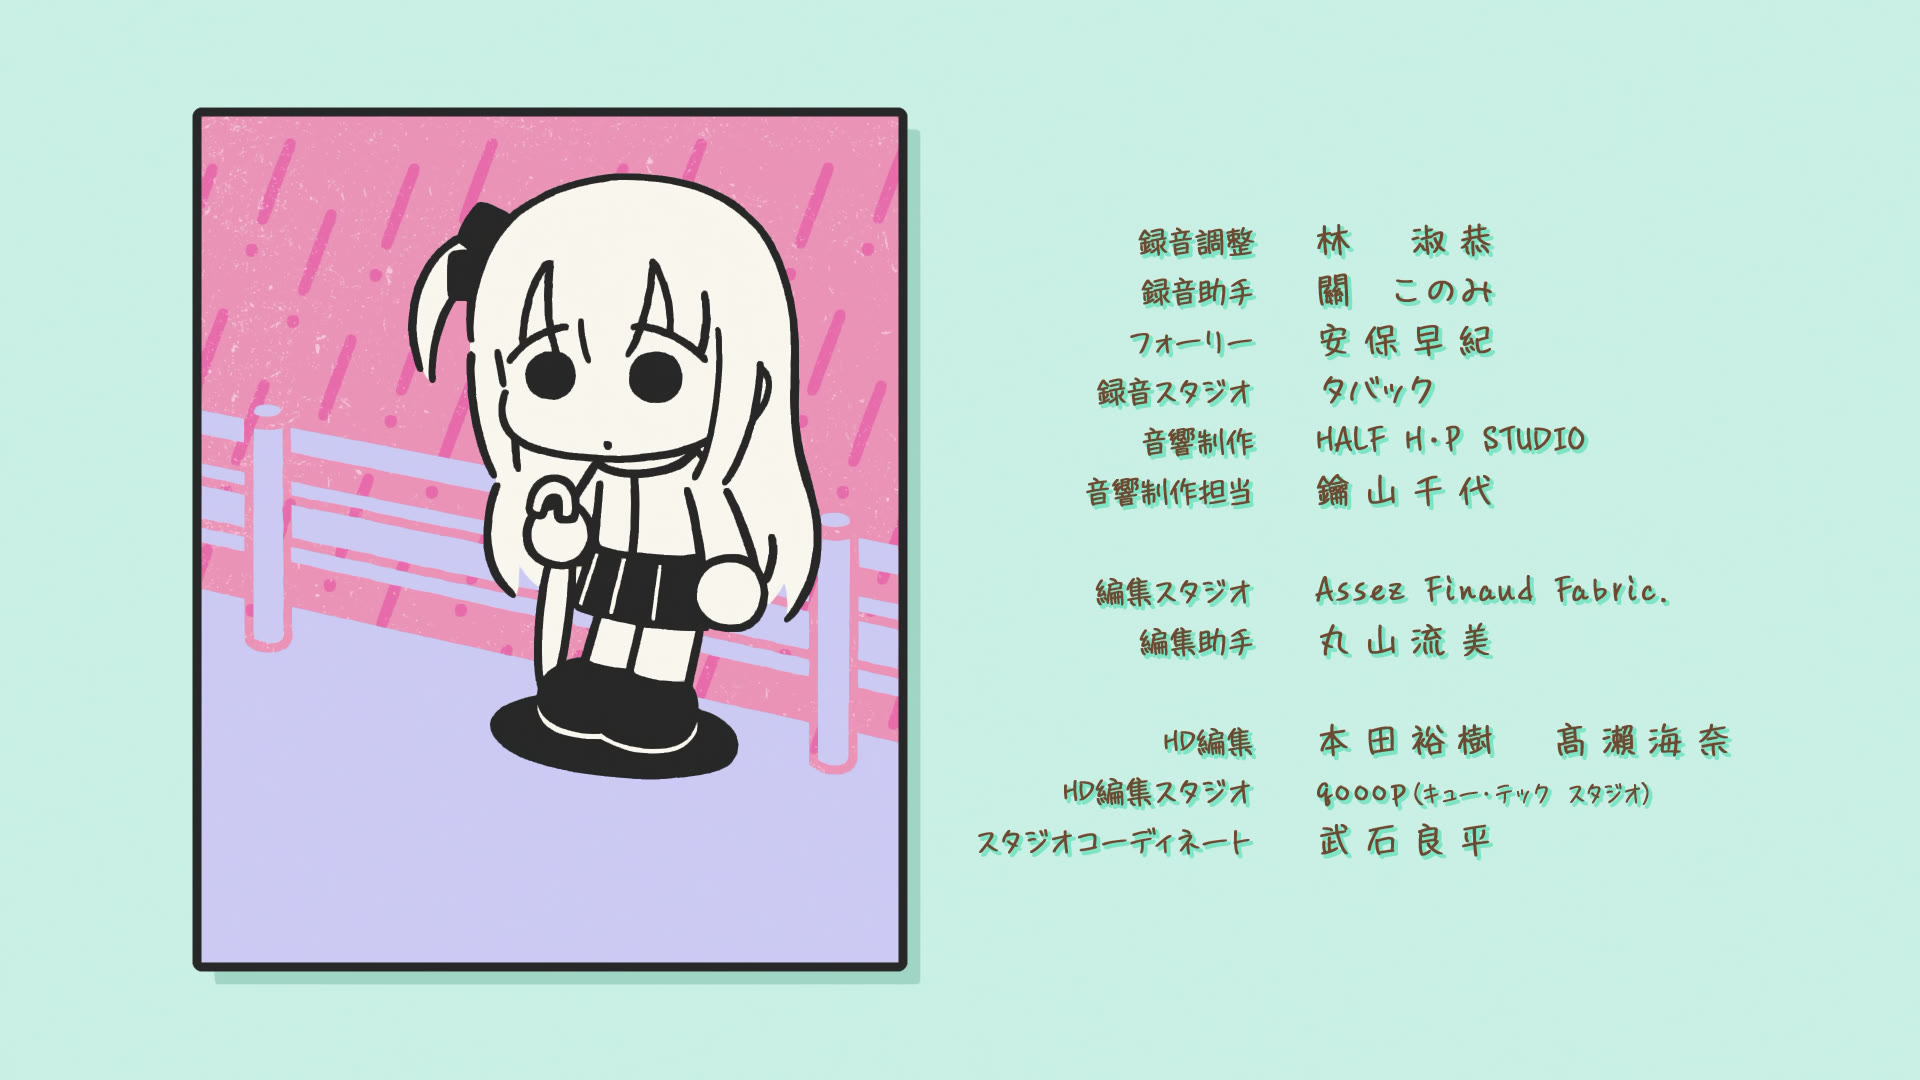 録音調整 林 淑恭
録音助手 關 このみ
フォーリー 安保早紀
録音スタジオ タバック
音響制作 HALF H・P STUDIO
音響制作担当 鑰山千代
編集スタジオ Assez Finaud Fabric.
編集助手 丸山流美
HD編集 本田裕樹 髙瀬海奈
HD編集スタジオ qooop(キュー・テック スタジオ)
スタジオコーディネート 武石良平